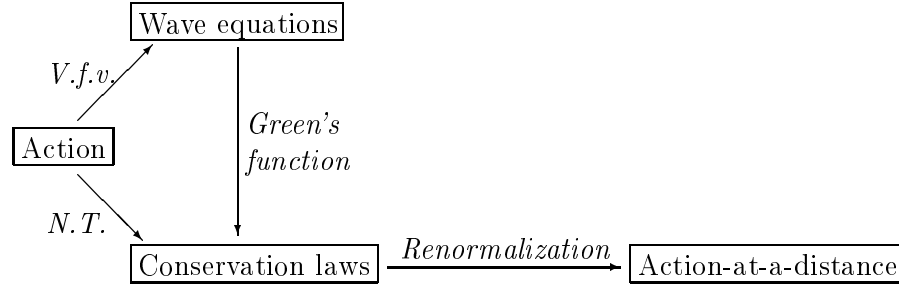 Wave equations
V.f.v.
Green's
function
Action
N.T.
Conservation laws
Renormalization
Action-at-a-distance